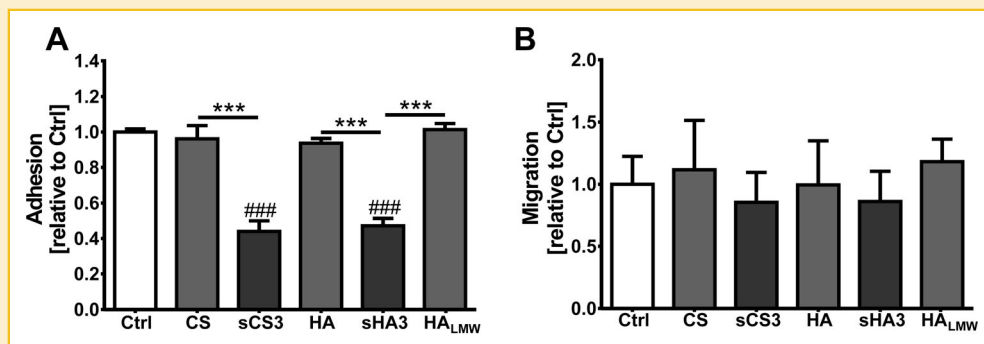 A
Adhesion
[relative to Ctrl]
1.4
1.2
1.0
0.8
0.6
0.4
0.2
0.0
*** *** ***
### ###
Ctrl CS sCS3 HA sHA3 HALMW
B
Migration
[relative to Ctrl]
2.0
1.5
1.0
0.5
0.0
Ctrl CS sCS3 HA sHA3 HALMW